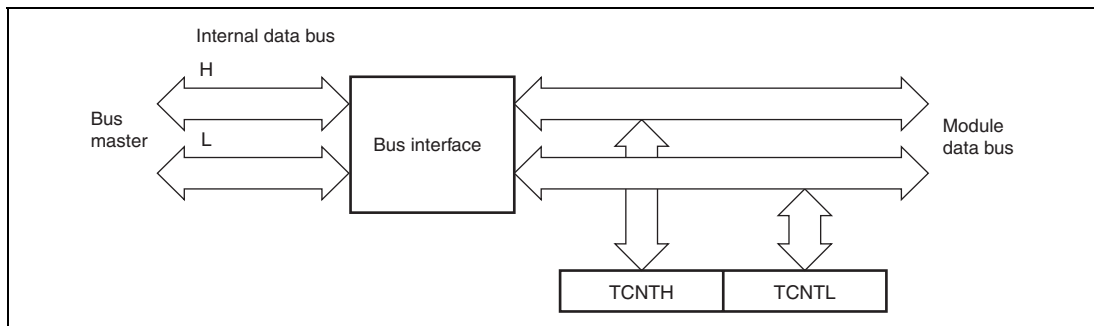 Internal data bus
H
Bus
master
L
Bus interface
Module
data bus
TCNTH
TCNTL